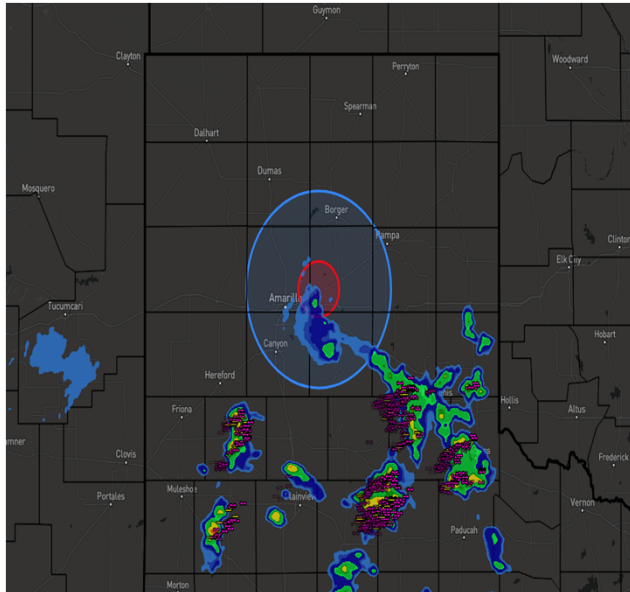 Guymon
Clayton
Woodward
Perryton
Spearman
Dalhart
Dumas
Mosquero
Borger
Pampa
Clinton
Elk City
Amarillo
Tucumcari
Hobart
Canyon
Hereford
Hollis
Friona
Altus
Clovis
Frederick
Muleshoe
Portales
Plainview
Vernon
Paducah
Morton